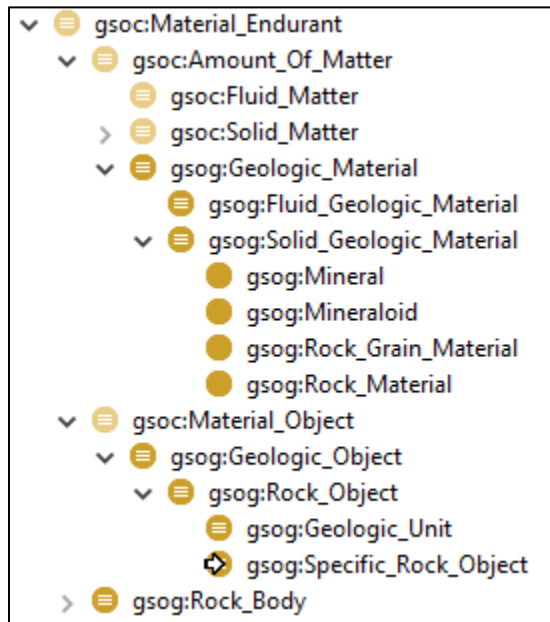 gsoc:Material_Endurant
gsoc:Amount_Of_Matter
gsoc:Fluid_Matter
gsoc:Solid_Matter
gsog:Geologic_Material
gsog:Fluid_Geologic_Material
gsog:Solid_Geologic_Material
gsog:Mineral
gsog:Mineraloid
gsog:Rock_Grain_Material
gsog:Rock_Material
gsoc:Material_Object
gsog:Geologic_Object
gsog:Rock_Object
gsog:Geologic_Unit
gsog:Specific_Rock_Object
gsog:Rock_Body